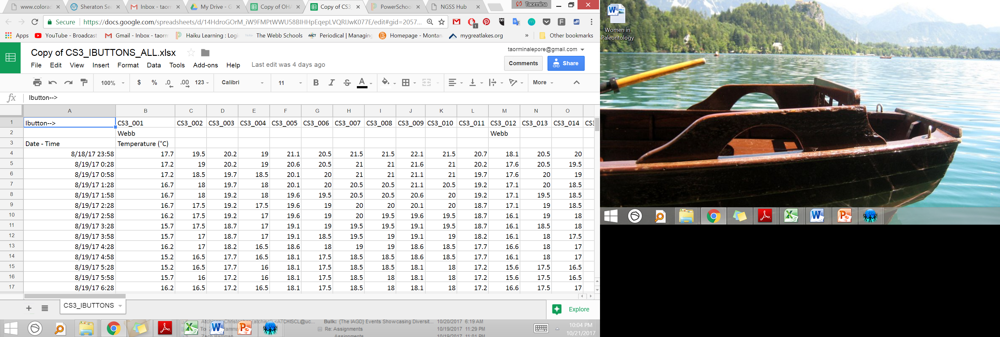 www.colorad
Sheraton Sea
Inbox - taorm
My Drive - G
Copy of OHA
Copy of CS3
PowerSchoo
NGSS Hub
Taormina
Secure
https://docs.google.com/spreadsheets/d/14HdroGOrM_iW9FMPtWWU58BIHHpEqepLVQRIJwK077E/edit#gid=2057...
Apps YouTube - Broadcast Gmail - Inbox - taorm Haiku Learning : Logi The Webb Schools Periodical | Managing Homepage - Montan mygreatlakes.org » Other bookmarks
Copy of CS3_IBUTTONS_ALL.xlsx
taorminalepore@gmail.com
File Edit View Insert Format Data Tools Add-ons Help Last edit was 4 days ago
Comments Share
100% $ % .0 .00 123 Calibri 11 B I S A More
fx Ibutton-->
A B C D E F G H I J K L M N O
1 Ibutton--> CS3_001 CS3_002 CS3_003 CS3_004 CS3_005 CS3_006 CS3_007 CS3_008 CS3_009 CS3_010 CS3_011 CS3_012 CS3_013 CS3_014 CS3
2 Webb Webb
3 Date - Time Temperature (°C)
4 8/18/17 23:58 17.7 19.5 20.2 19 21.1 20.5 21.5 21.5 22.1 21.5 20.7 18.1 20.5 20
5 8/19/17 0:28 17.2 19 20.2 19 20.6 20.5 21 21 21.6 21 20.2 17.6 20.5 19.5
6 8/19/17 0:58 17.2 18.5 19.7 18.5 20.1 20 21 21 21.1 21 19.7 17.6 20 19
7 8/19/17 1:28 16.7 18 19.7 18 20.1 20 20.5 20.5 21.1 20.5 19.2 17.1 20 18.5
8 8/19/17 1:58 16.7 18 19.2 18 19.6 19.5 20.5 20.5 20.6 20 19.2 17.1 19.5 18.5
9 8/19/17 2:28 16.7 17.5 19.2 17.5 19.6 19 20 20 20.1 20 18.7 17.1 19 18.5
10 8/19/17 2:58 16.2 17.5 19.2 17 19.6 19 20 19.5 19.6 19.5 18.7 16.1 19 18
11 8/19/17 3:28 15.7 17.5 18.7 17 19.1 19 19.5 19.5 19.1 19.5 18.7 16.1 18.5 18
12 8/19/17 3:58 15.7 17 18.7 17 19.1 18.5 19.5 19 19.1 19 18.2 16.1 18 17.5
13 8/19/17 4:28 16.2 17 18.2 16.5 18.6 18 19 19 18.6 18.5 17.7 16.6 18 17
14 8/19/17 4:58 15.2 16.5 17.7 16.5 18.1 17.5 18.5 18.5 18.6 18.5 17.7 16.1 18 17
15 8/19/17 5:28 15.2 16.5 17.7 16 18.1 17.5 18.5 18.5 18.1 18 17.2 15.6 17.5 16.5
16 8/19/17 5:58 15.7 16 17.2 16 18.1 17.5 18.5 18 18.1 18 17.2 15.6 17.5 16.5
17 8/19/17 6:28 16.2 16.5 17.2 16.5 18.1 17.5 18.5 18 18.1 18 17.2 16.6 17.5 17
CS3_IBUTTONS
Explore
<ATCHISCL@uc... Bulk: {The IAGD} Events Showcasing Diversit... 10/20/2017 6:19 AM
To Re: Assignments 10/19/2017 11:29 PM
Assignments 10/19/2017 11:01 PM
10:04 PM
10/21/2017
Women in
Paleontology